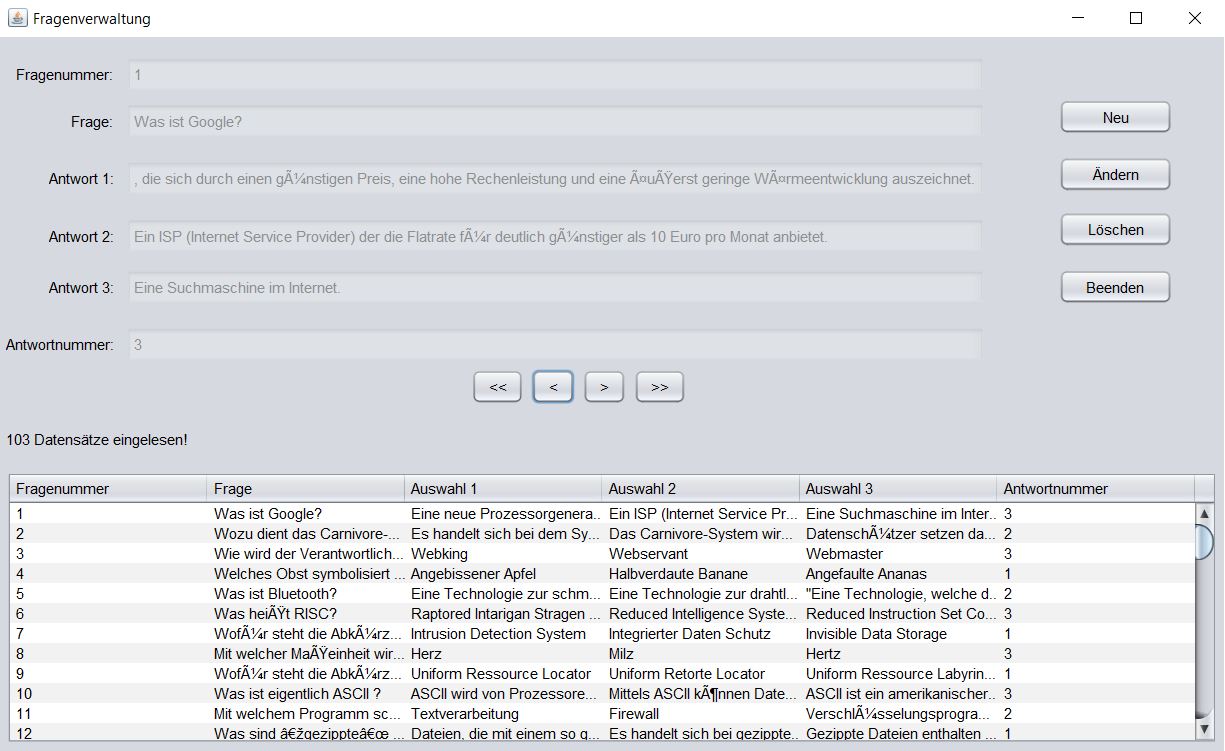 Fragenverwaltung
Fragenummer: 1
Frage: Was ist Google?
Neu
Antwort 1: , die sich durch einen gÃ¼nstigen Preis, eine hohe Rechenleistung und eine Ã¤uÃŸerst geringe WÃ¤rmeentwicklung auszeichnet.
Ändern
Antwort 2: Ein ISP (Internet Service Provider) der die Flatrate fÃ¼r deutlich gÃ¼nstiger als 10 Euro pro Monat anbietet.
Löschen
Antwort 3: Eine Suchmaschine im Internet.
Beenden
Antwortnummer: 3
<< < > >>
103 Datensätze eingelesen!
Fragenummer Frage Auswahl 1 Auswahl 2 Auswahl 3 Antwortnummer
1 Was ist Google? Eine neue Prozessorgenera... Ein ISP (Internet Service Pr... Eine Suchmaschine im Inter... 3
2 Wozu dient das Carnivore-... Es handelt sich bei dem Sy... Das Carnivore-System wir... DatenschÃ¼tzer setzen da... 2
3 Wie wird der Verantwortlich... Webking Webservant Webmaster 3
4 Welches Obst symbolisiert ... Angebissener Apfel Halbverdaute Banane Angefaulte Ananas 1
5 Was ist Bluetooth? Eine Technologie zur schm... Eine Technologie zur drahtl... "Eine Technologie, welche d... 2
6 Was heiÃŸt RISC? Raptored Intarigan Stragen ... Reduced Intelligence Syste... Reduced Instruction Set Co... 3
7 WofÃ¼r steht die AbkÃ¼rz... Intrusion Detection System Integrierter Daten Schutz Invisible Data Storage 1
8 Mit welcher MaÃŸeinheit wir... Herz Milz Hertz 3
9 WofÃ¼r steht die AbkÃ¼rz... Uniform Ressource Locator Uniform Retorte Locator Uniform Ressource Labyrin... 1
10 Was ist eigentlich ASCII ? ASCII wird von Prozessore... Mittels ASCII kÃ¶nnen Date... ASCII ist ein amerikanischer... 3
11 Mit welchem Programm sc... Textverarbeitung Firewall VerschlÃ¼sselungsprogra... 2
12 Was sind â€žgezippteâ€œ ... Dateien, die mit einem so g... Es handelt sich bei gezippte... Gezippte Dateien enthalten ... 1